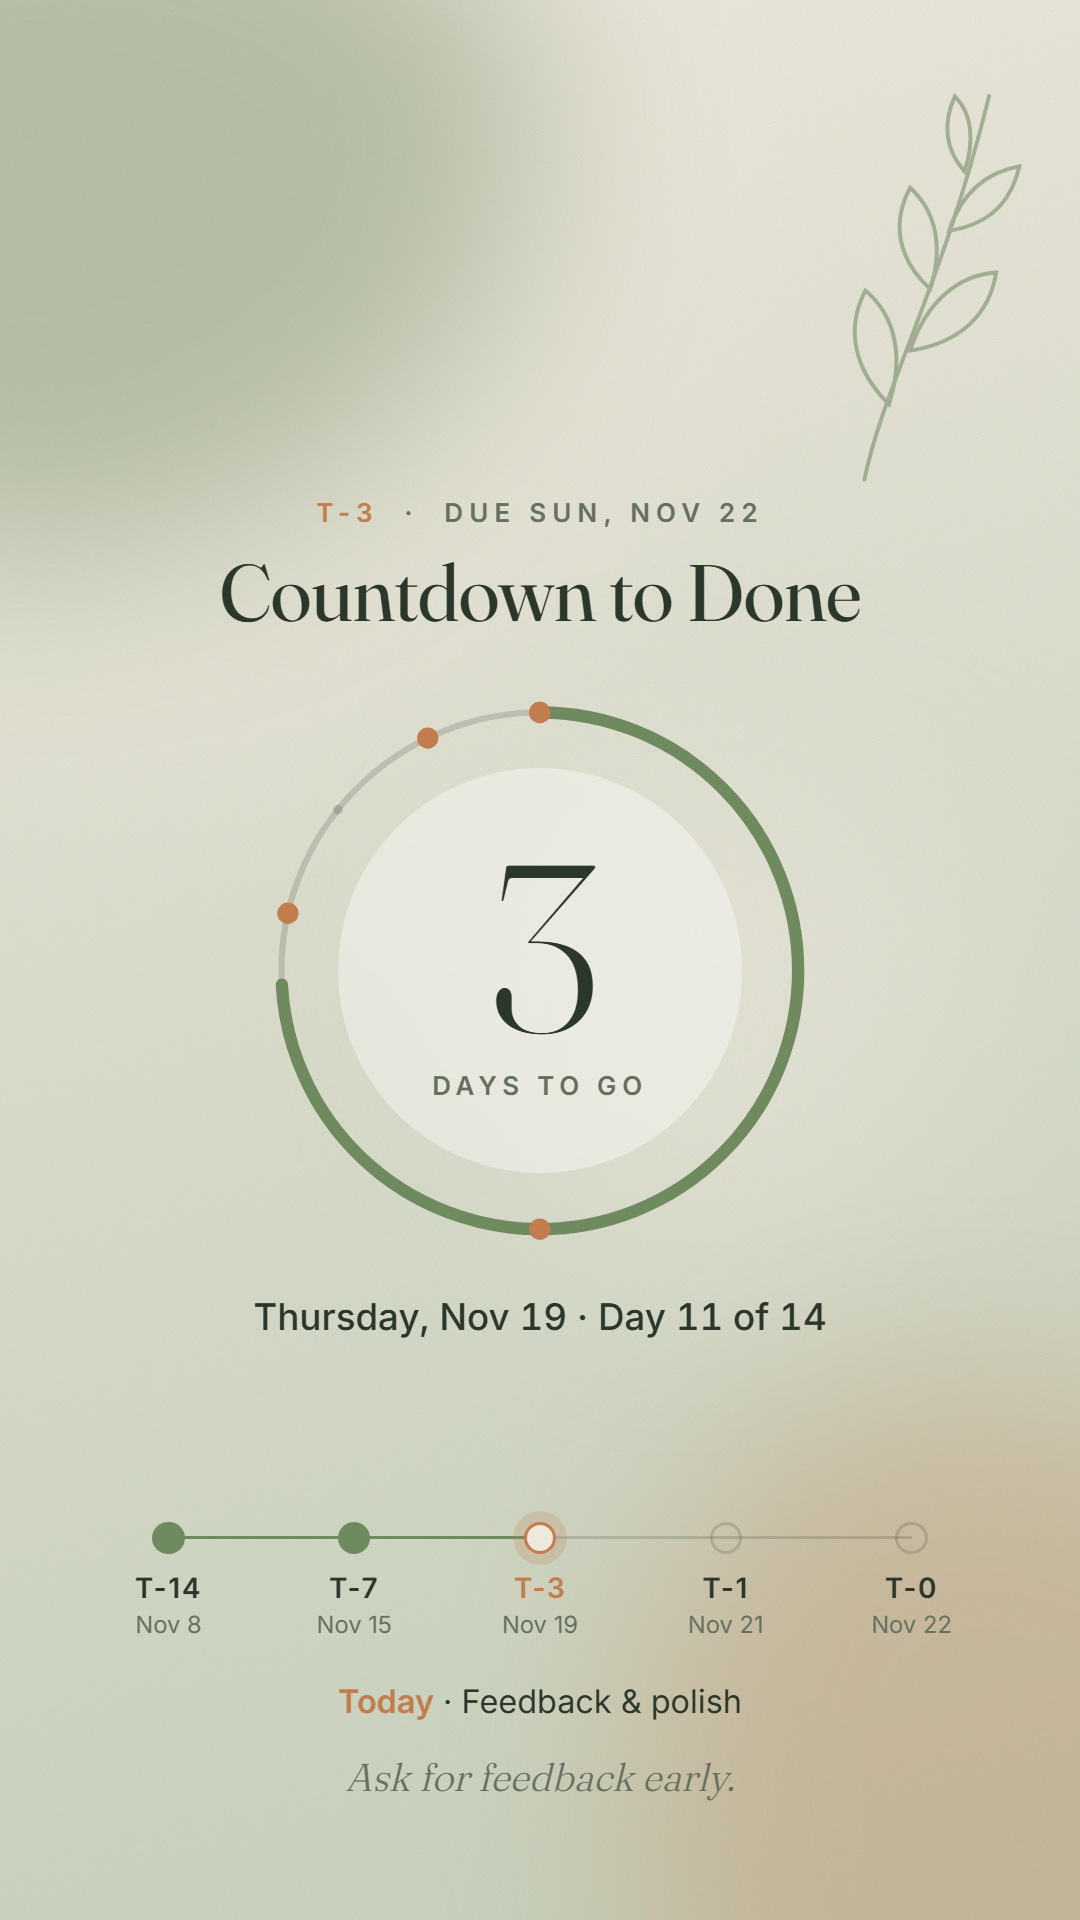 T-3 · DUE SUN, NOV 22
Countdown to Done
3
DAYS TO GO
Thursday, Nov 19 · Day 11 of 14
T-14 T-7 T-3 T-1 T-0
Nov 8 Nov 15 Nov 19 Nov 21 Nov 22
Today · Feedback & polish
Ask for feedback early.